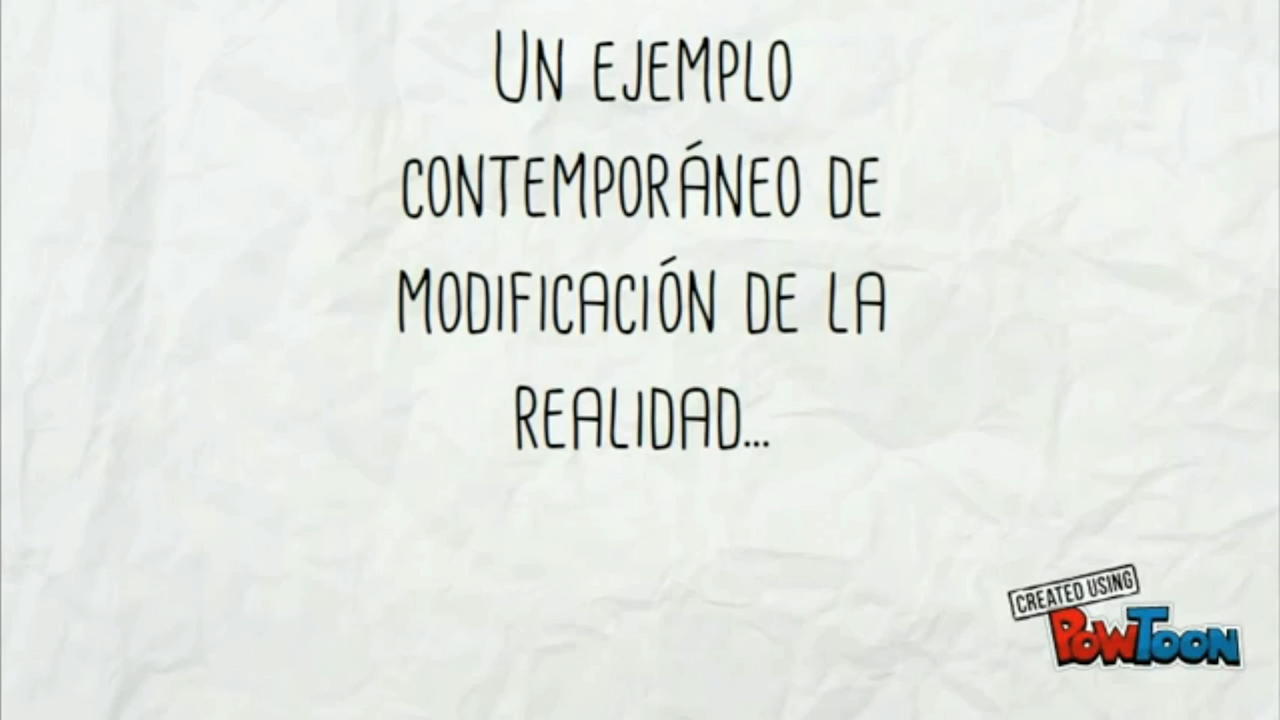 UN EJEMPLO
CONTEMPORÁNEO DE
MODIFICACIÓN DE LA
REALIDAD...
CREATED USING
POWTOON